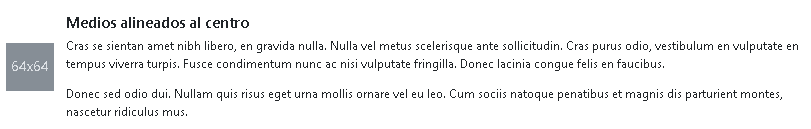 Medios alineados al centro
Cras se sientan amet nibh libero, en gravida nulla. Nulla vel metus scelerisque ante sollicitudin. Cras purus odio, vestibulum en vulputate en
64x64
tempus viverra turpis. Fusce condimentum nunc ac nisi vulputate fringilla. Donec lacinia congue felis en faucibus.
Donec sed odio dui. Nullam quis risus eget urna mollis ornare vel eu leo. Cum sociis natoque penatibus et magnis dis parturient montes,
nascetur ridiculus mus.